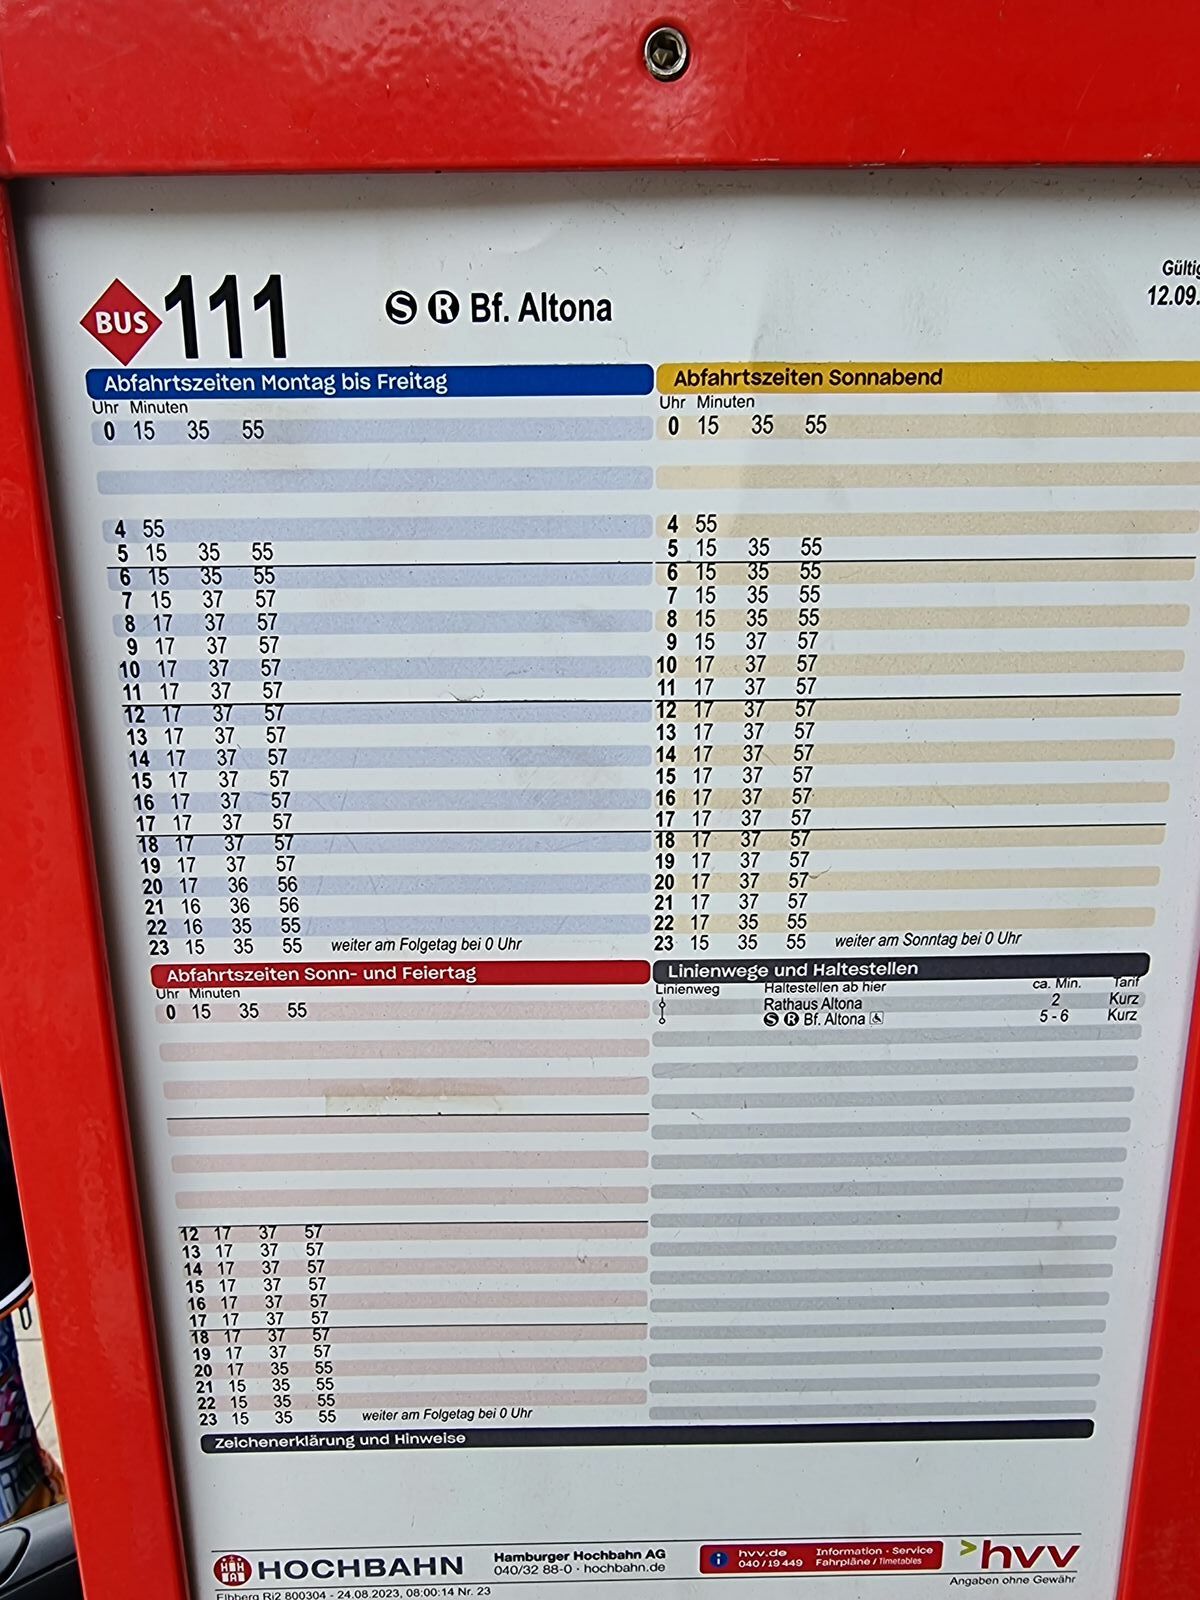 BUS 111 S R Bf. Altona
Gültig
12.09.
Abfahrtszeiten Montag bis Freitag
Uhr Minuten
0 15 35 55
4 55
5 15 35 55
6 15 35 55
7 15 37 57
8 17 37 57
9 17 37 57
10 17 37 57
11 17 37 57
12 17 37 57
13 17 37 57
14 17 37 57
15 17 37 57
16 17 37 57
17 17 37 57
18 17 37 57
19 17 37 57
20 17 36 56
21 16 36 56
22 16 35 55
23 15 35 55 weiter am Folgetag bei 0 Uhr
Abfahrtszeiten Sonnabend
Uhr Minuten
0 15 35 55
4 55
5 15 35 55
6 15 35 55
7 15 35 55
8 15 35 55
9 15 37 57
10 17 37 57
11 17 37 57
12 17 37 57
13 17 37 57
14 17 37 57
15 17 37 57
16 17 37 57
17 17 37 57
18 17 37 57
19 17 37 57
20 17 37 57
21 17 37 57
22 17 35 55
23 15 35 55 weiter am Sonntag bei 0 Uhr
Abfahrtszeiten Sonn- und Feiertag
Uhr Minuten
0 15 35 55
12 17 37 57
13 17 37 57
14 17 37 57
15 17 37 57
16 17 37 57
17 17 37 57
18 17 37 57
19 17 37 57
20 17 35 55
21 15 35 55
22 15 35 55
23 15 35 55 weiter am Folgetag bei 0 Uhr
Linienwege und Haltestellen
Linienweg Haltestellen ab hier ca. Min. Tarif
Rathaus Altona 2 Kurz
S R Bf. Altona 5 - 6 Kurz
Zeichenerklärung und Hinweise
HHA HOCHBAHN
Hamburger Hochbahn AG
040/32 88-0 · hochbahn.de
i hvv.de Information · Service
040/19 449 Fahrpläne / Timetables
hvv
Angaben ohne Gewähr
Elbberg Ri2 800304 - 24.08.2023, 08:00:14 Nr. 23